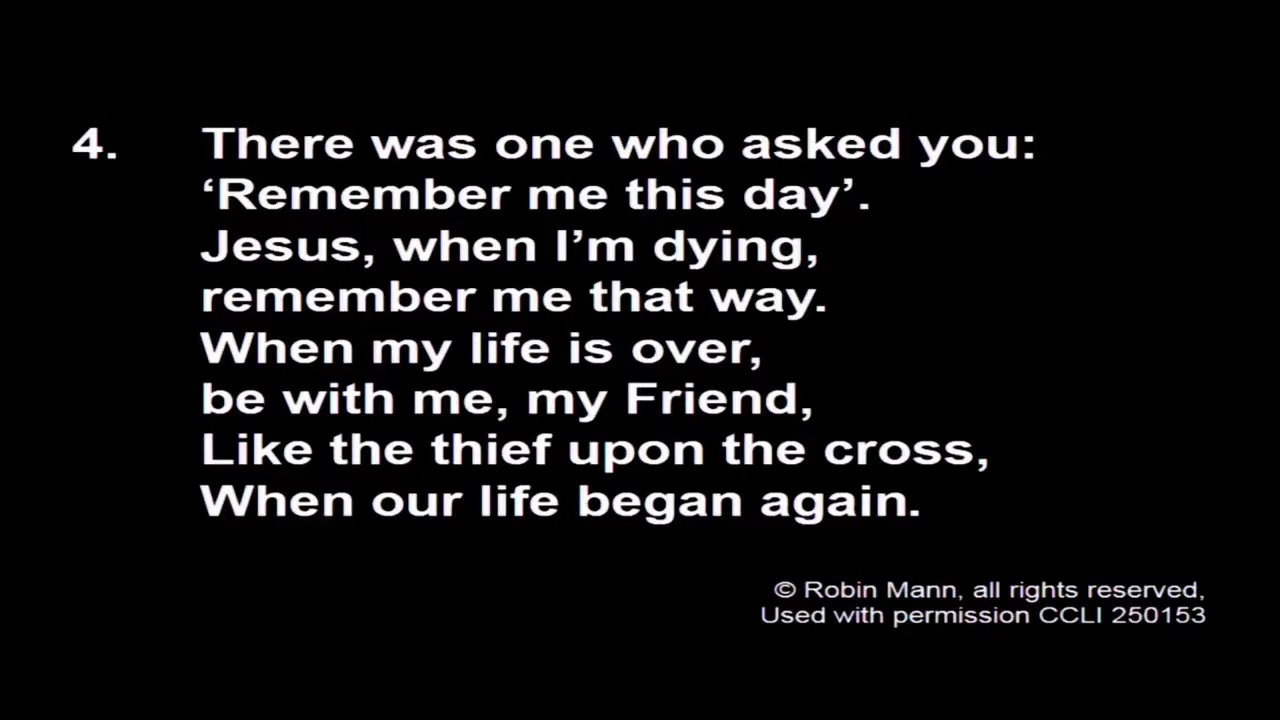 4. There was one who asked you:
‘Remember me this day’.
Jesus, when I’m dying,
remember me that way.
When my life is over,
be with me, my Friend,
Like the thief upon the cross,
When our life began again.
© Robin Mann, all rights reserved,
Used with permission CCLI 250153